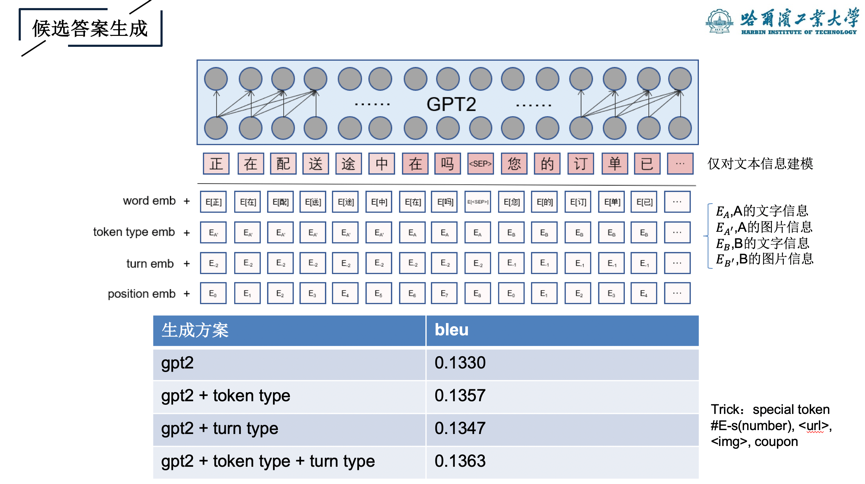 候选答案生成
哈爾濱工業大學
HARBIN INSTITUTE OF TECHNOLOGY
...... GPT2 ......
正 在 配 送 途 中 在 吗 <SEP> 您 的 订 单 已 ...
仅对文本信息建模
word emb + E[正] E[在] E[配] E[送] E[途] E[中] E[在] E[吗] E[<SEP>] E[您] E[的] E[订] E[单] E[已] ...
token type emb + E_A' E_A' E_A' E_A' E_A' E_A' E_A E_A E_A E_B E_B E_B E_B E_B ...
turn emb + E_-2 E_-2 E_-2 E_-2 E_-2 E_-2 E_-2 E_-2 E_-2 E_-1 E_-1 E_-1 E_-1 E_-1 ...
position emb + E_0 E_1 E_2 E_3 E_4 E_5 E_6 E_7 E_8 E_0 E_1 E_2 E_3 E_4 ...
E_A,A的文字信息
E_A',A的图片信息
E_B,B的文字信息
E_B',B的图片信息
生成方案 bleu
gpt2 0.1330
gpt2 + token type 0.1357
gpt2 + turn type 0.1347
gpt2 + token type + turn type 0.1363
Trick：special token
#E-s(number), <url>,
<img>, coupon